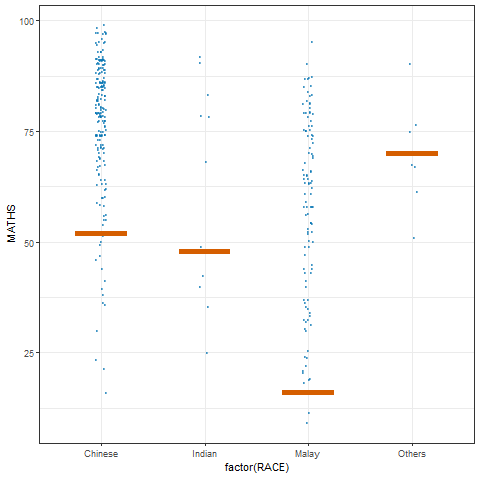 100
75
50
25
MATHS
Chinese
Indian
Malay
Others
factor(RACE)